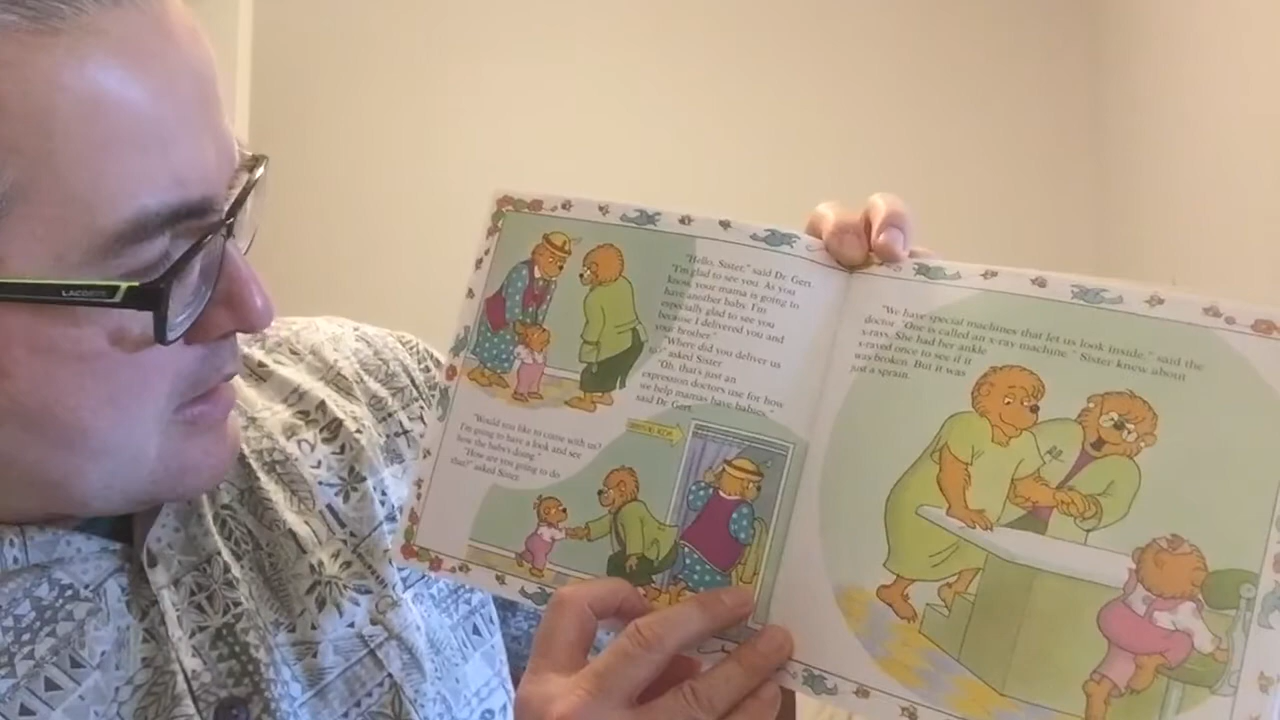 LACOSTE
"Hello, Sister," said Dr. Gert.
"I'm glad to see you. As you
know, your mama is going to
have another baby. I'm
especially glad to see you
because I delivered you and
your brother."
"Where did you deliver us
to?" asked Sister.
"Oh, that's just an
expression doctors use for how
we help mamas have babies,"
said Dr. Gert.
"Would you like to come with us?
I'm going to have a look and see
how the baby's doing."
"How are you going to do
that?" asked Sister.
"We have special machines that let us look inside," said the
doctor. "One is called an x-ray machine." Sister knew about
x-rays. She had her ankle
x-rayed once to see if it
was broken. But it was
just a sprain.